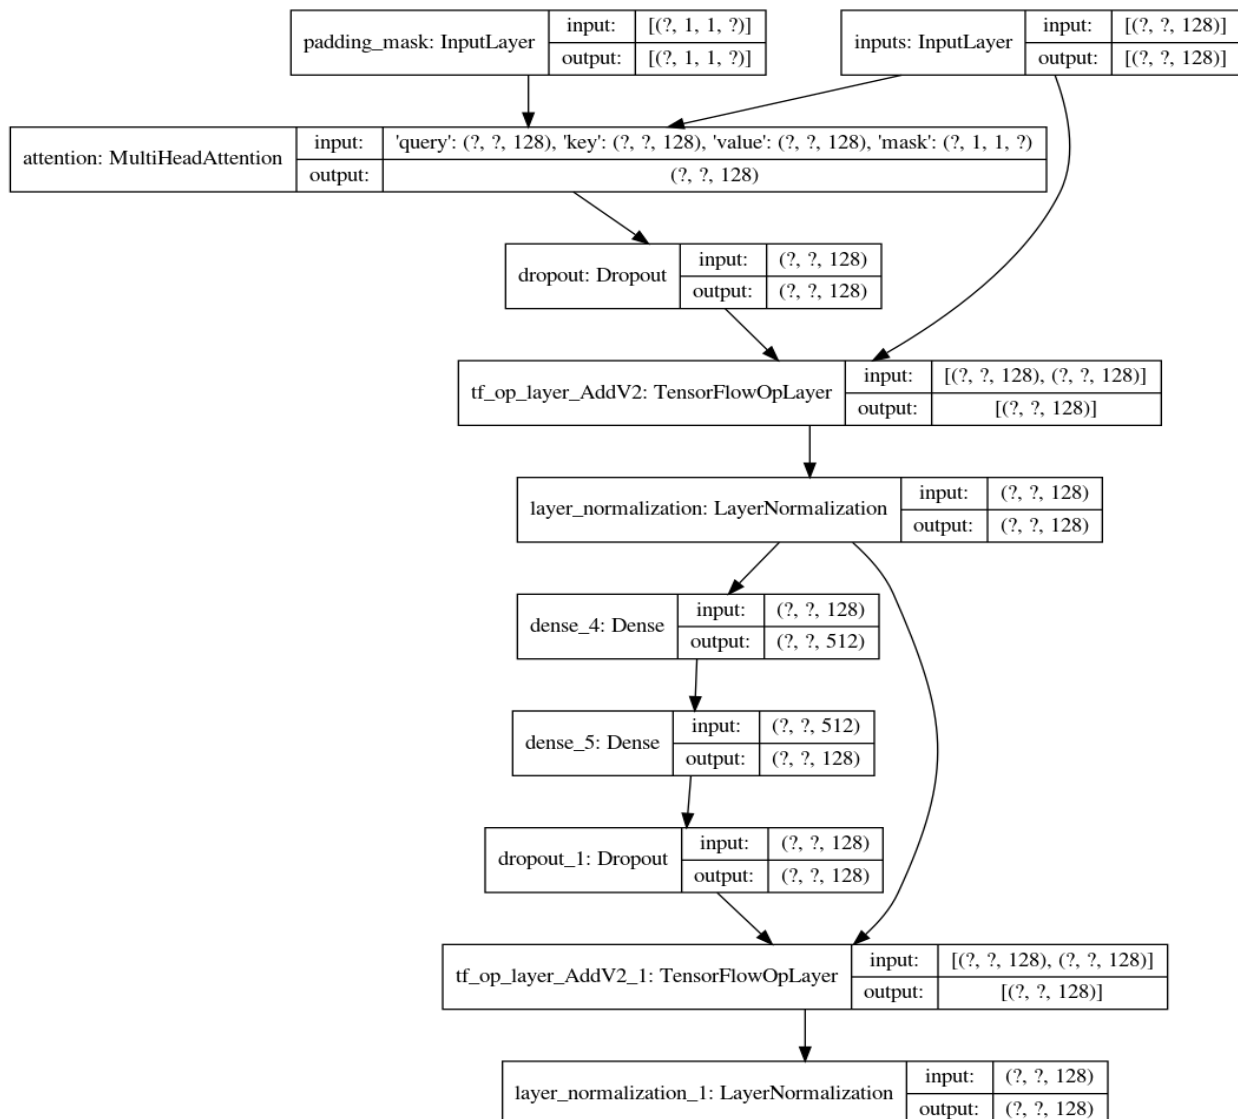 padding_mask: InputLayer
input:
[(?, 1, 1, ?)]
output:
[(?, 1, 1, ?)]
inputs: InputLayer
input:
[(?, ?, 128)]
output:
[(?, ?, 128)]
attention: MultiHeadAttention
input:
'query': (?, ?, 128), 'key': (?, ?, 128), 'value': (?, ?, 128), 'mask': (?, 1, 1, ?)
output:
(?, ?, 128)
dropout: Dropout
input:
(?, ?, 128)
output:
(?, ?, 128)
tf_op_layer_AddV2: TensorFlowOpLayer
input:
[(?, ?, 128), (?, ?, 128)]
output:
[(?, ?, 128)]
layer_normalization: LayerNormalization
input:
(?, ?, 128)
output:
(?, ?, 128)
dense_4: Dense
input:
(?, ?, 128)
output:
(?, ?, 512)
dense_5: Dense
input:
(?, ?, 512)
output:
(?, ?, 128)
dropout_1: Dropout
input:
(?, ?, 128)
output:
(?, ?, 128)
tf_op_layer_AddV2_1: TensorFlowOpLayer
input:
[(?, ?, 128), (?, ?, 128)]
output:
[(?, ?, 128)]
layer_normalization_1: LayerNormalization
input:
(?, ?, 128)
output:
(?, ?, 128)